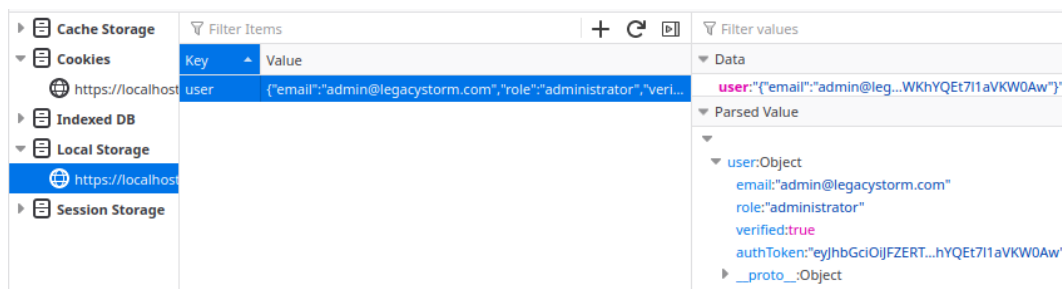 Cache Storage
Cookies
https://localhost
Indexed DB
Local Storage
https://localhost
Session Storage
Filter Items
Key Value
user {"email":"admin@legacystorm.com","role":"administrator","veri...
Filter values
Data
user:"{"email":"admin@leg...WKhYQEt7l1aVKW0Aw"}"
Parsed Value
user:Object
email:"admin@legacystorm.com"
role:"administrator"
verified:true
authToken:"eyJhbGciOiJFZERT...hYQEt7l1aVKW0Aw"
__proto__:Object